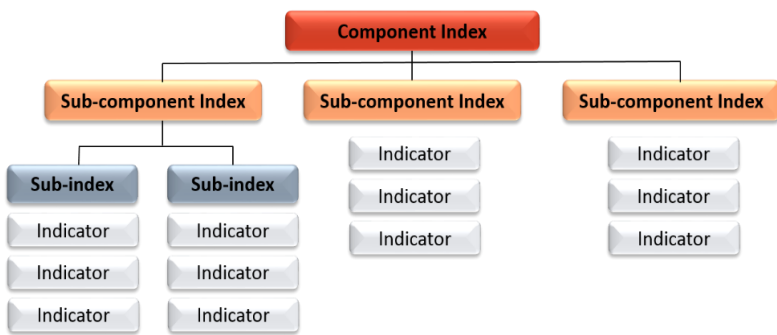 Component Index
Sub-component Index
Sub-component Index
Sub-component Index
Sub-index
Sub-index
Indicator
Indicator
Indicator
Indicator
Indicator
Indicator
Indicator
Indicator
Indicator
Indicator
Indicator
Indicator